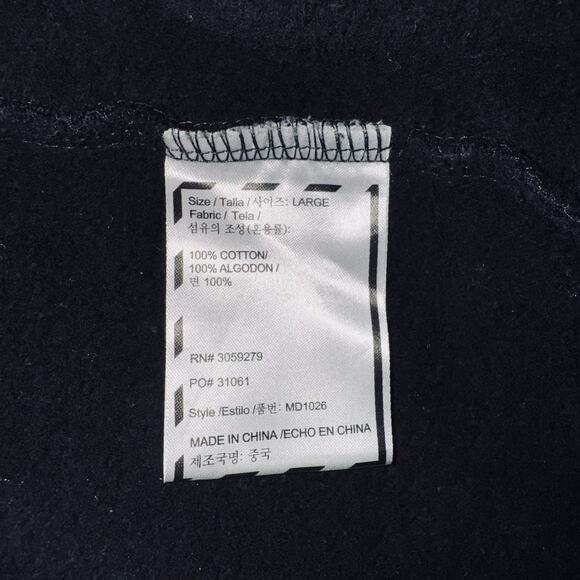 Size / Talla /사이즈: LARGE
Fabric / Tela /
섬유의 조성(혼용률):
100% COTTON/
100% ALGODON /
면 100%
RN# 3059279
PO# 31061
Style /Estilo /품번: MD1026
MADE IN CHINA /ECHO EN CHINA
제조국명: 중국